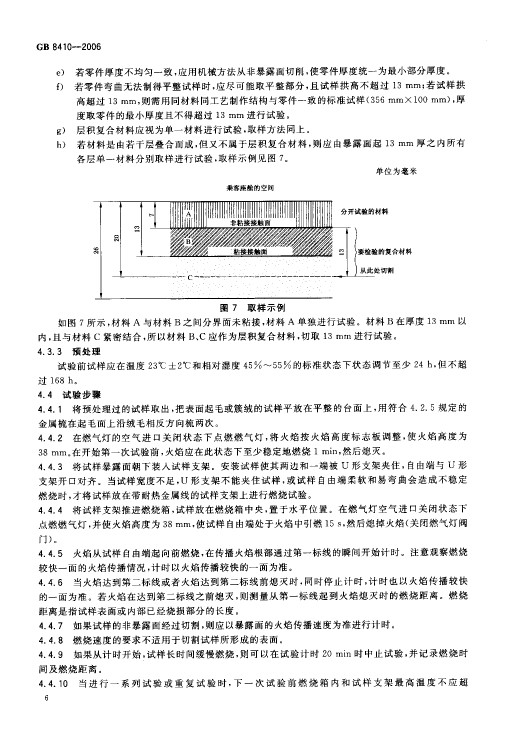 GB 8410—2006
e) 若零件厚度不均匀一致,应用机械方法从非暴露面切削,使零件厚度统一为最小部分厚度。
f) 若零件弯曲无法制得平整试样时,应尽可能取平整部分,且试样拱高不超过 13 mm;若试样拱
高超过 13 mm,则需用同材料同工艺制作结构与零件一致的标准试样(356 mm×100 mm),厚
度取零件的最小厚度且不得超过 13 mm 进行试验。
g) 层积复合材料应视为单一材料进行试验,取样方法同上。
h) 若材料是由若干层叠合而成,但又不属于层积复合材料,则应由暴露面起 13 mm 厚之内所有
各层单一材料分别取样进行试验,取样示例见图 7。
单位为毫米
乘客座舱的空间
分开试验的材料
A
非粘接接触面
7
13
20
26
B
粘接接触面
13
要检验的复合材料
从此处切割
C
图 7 取样示例
如图 7 所示,材料 A 与材料 B 之间分界面未粘接,材料 A 单独进行试验。材料 B 在厚度 13 mm 以
内,且与材料 C 紧密结合,所以材料 B、C 应作为层积复合材料,切取 13 mm 进行试验。
4.3.3 预处理
试验前试样应在温度 23℃±2℃和相对湿度 45%～55%的标准状态下状态调节至少 24 h,但不超
过 168 h。
4.4 试验步骤
4.4.1 将预处理过的试样取出,把表面起毛或簇绒的试样平放在平整的台面上,用符合 4.2.5 规定的
金属梳在起毛面上沿绒毛相反方向梳两次。
4.4.2 在燃气灯的空气进口关闭状态下点燃燃气灯,将火焰按火焰高度标志板调整,使火焰高度为
38 mm。在开始第一次试验前,火焰应在此状态下至少稳定地燃烧 1 min,然后熄灭。
4.4.3 将试样暴露面朝下装入试样支架。安装试样使其两边和一端被 U 形支架夹住,自由端与 U 形
支架开口对齐。当试样宽度不足,U 形支架不能夹住试样,或试样自由端柔软和易弯曲会造成不稳定
燃烧时,才将试样放在带耐热金属线的试样支架上进行燃烧试验。
4.4.4 将试样支架推进燃烧箱,试样放在燃烧箱中央,置于水平位置。在燃气灯空气进口关闭状态下
点燃燃气灯,并使火焰高度为 38 mm,使试样自由端处于火焰中引燃 15 s,然后熄掉火焰(关闭燃气灯阀
门)。
4.4.5 火焰从试样自由端起向前燃烧,在传播火焰根部通过第一标线的瞬间开始计时。注意观察燃烧
较快一面的火焰传播情况,计时以火焰传播较快的一面为准。
4.4.6 当火焰达到第二标线或者火焰达到第二标线前熄灭时,同时停止计时,计时也以火焰传播较快
的一面为准。若火焰在达到第二标线之前熄灭,则测量从第一标线起到火焰熄灭时的燃烧距离。燃烧
距离是指试样表面或内部已经烧损部分的长度。
4.4.7 如果试样的非暴露面经过切割,则应以暴露面的火焰传播速度为准进行计时。
4.4.8 燃烧速度的要求不适用于切割试样所形成的表面。
4.4.9 如果从计时开始,试样长时间缓慢燃烧,则可以在试验计时 20 min 时中止试验,并记录燃烧时
间及燃烧距离。
4.4.10 当进行一系列试验或重复试验时,下一次试验前燃烧箱内和试样支架最高温度不应超
6